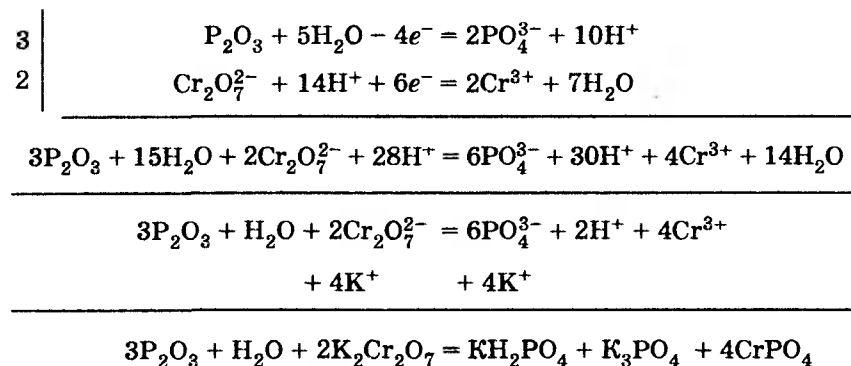 3 | P₂O₃ + 5H₂O – 4e⁻ = 2PO₄³⁻ + 10H⁺
2 | Cr₂O₇²⁻ + 14H⁺ + 6e⁻ = 2Cr³⁺ + 7H₂O
3P₂O₃ + 15H₂O + 2Cr₂O₇²⁻ + 28H⁺ = 6PO₄³⁻ + 30H⁺ + 4Cr³⁺ + 14H₂O
3P₂O₃ + H₂O + 2Cr₂O₇²⁻ = 6PO₄³⁻ + 2H⁺ + 4Cr³⁺
+ 4K⁺ + 4K⁺
3P₂O₃ + H₂O + 2K₂Cr₂O₇ = KH₂PO₄ + K₃PO₄ + 4CrPO₄